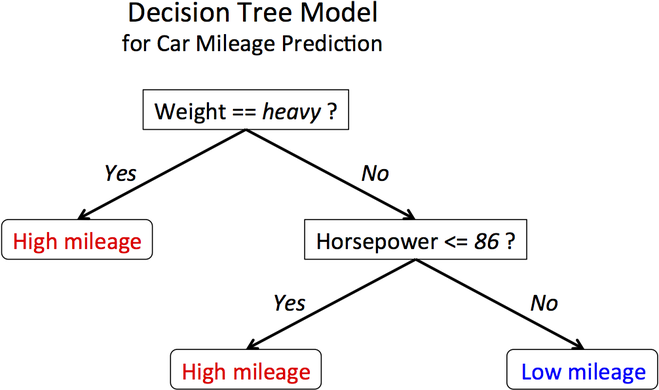 Decision Tree Model
for Car Mileage Prediction
Weight == heavy ?
Yes
No
High mileage
Horsepower <= 86 ?
Yes
No
High mileage
Low mileage